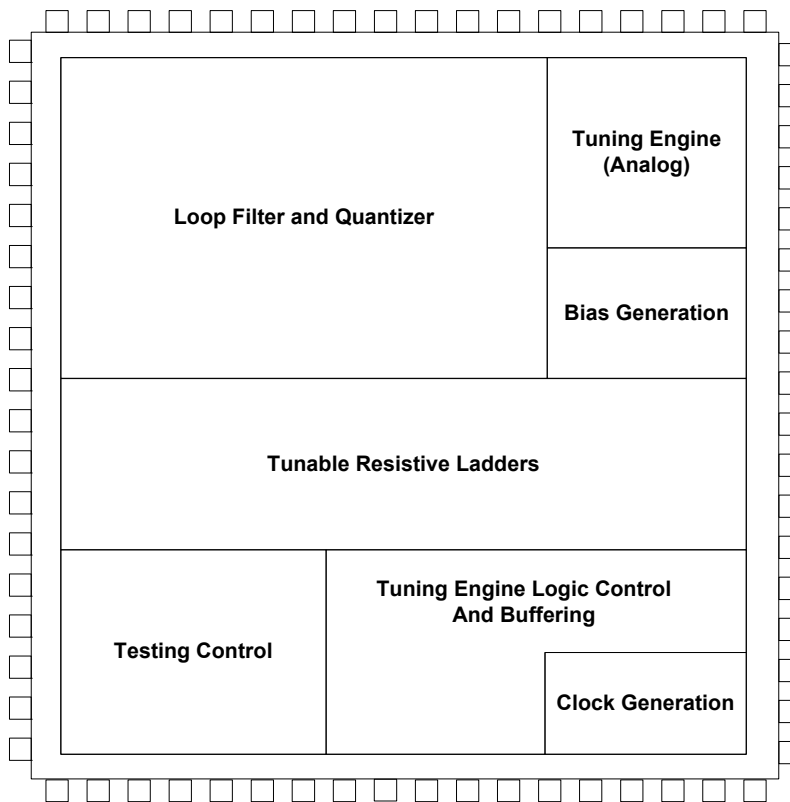 Tuning Engine
(Analog)
Loop Filter and Quantizer
Bias Generation
Tunable Resistive Ladders
Tuning Engine Logic Control
And Buffering
Testing Control
Clock Generation